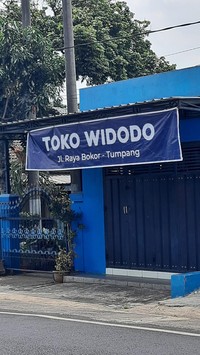 TOKO WIDODO
Jl. Raya Bokor - Tumpang